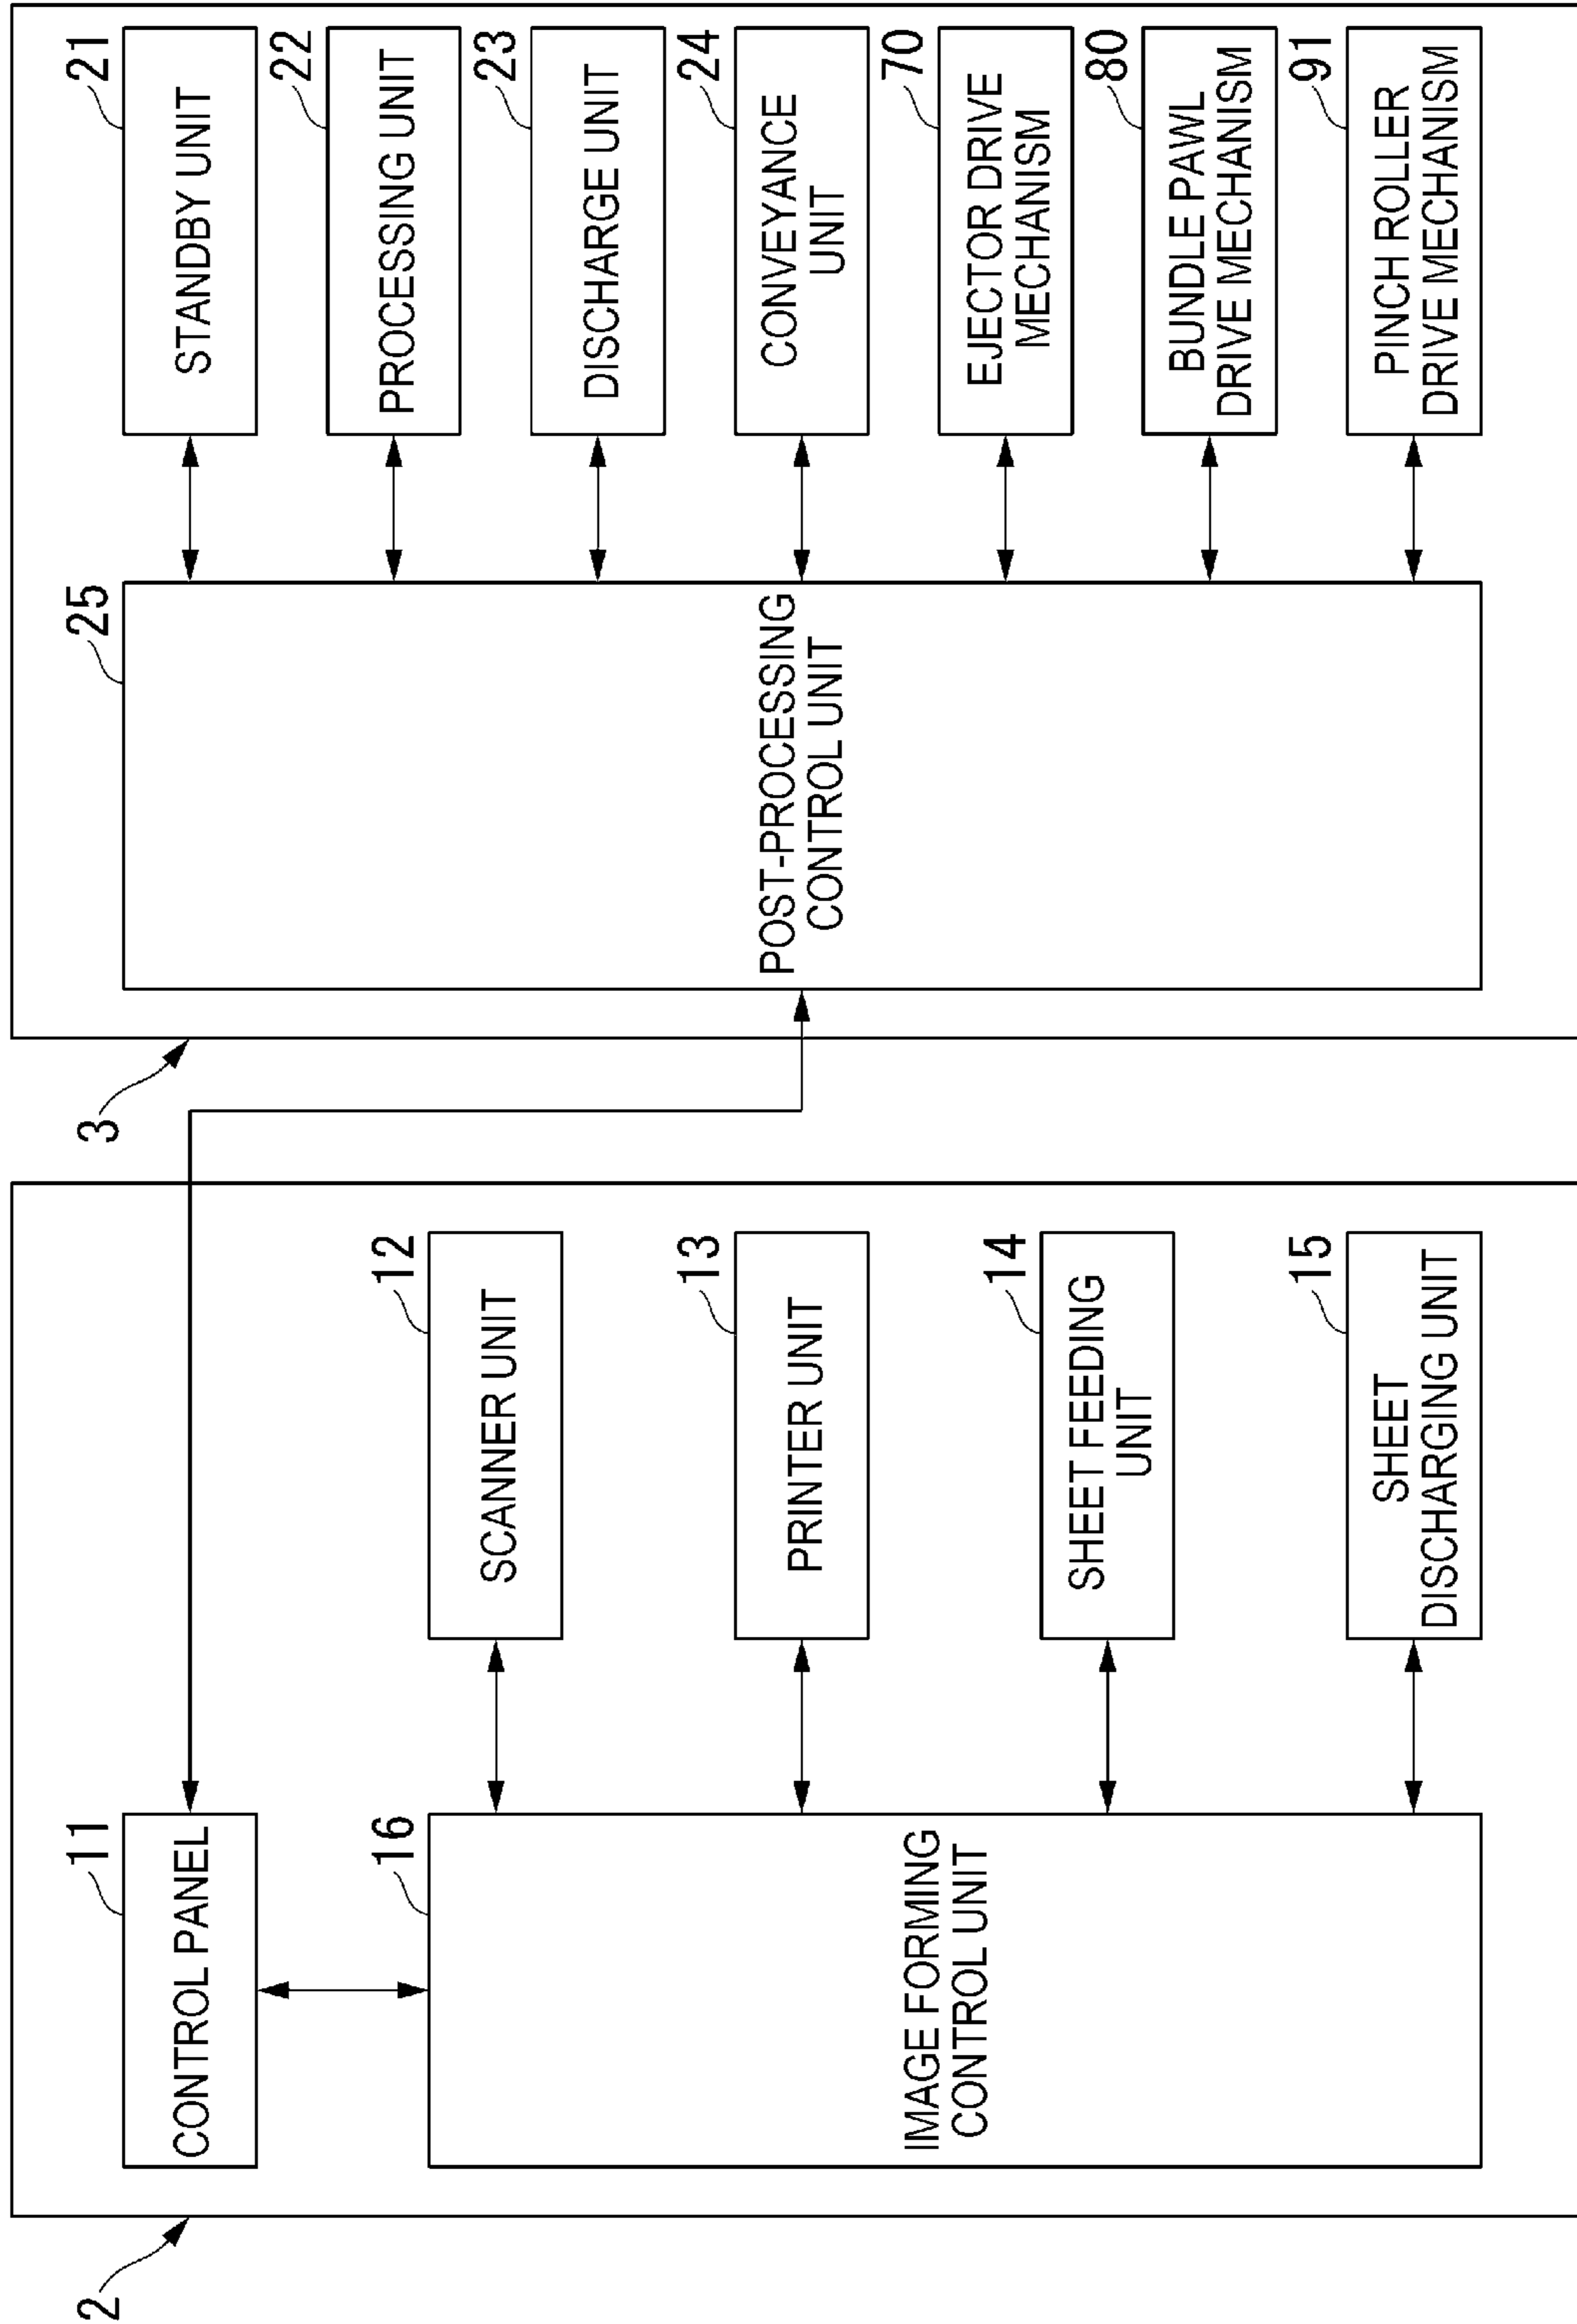 2
11
CONTROL PANEL
16
IMAGE FORMING
CONTROL UNIT
12
SCANNER UNIT
13
PRINTER UNIT
14
SHEET FEEDING
UNIT
15
SHEET
DISCHARGING UNIT
3
25
POST-PROCESSING
CONTROL UNIT
21
STANDBY UNIT
22
PROCESSING UNIT
23
DISCHARGE UNIT
24
CONVEYANCE
UNIT
70
EJECTOR DRIVE
MECHANISM
80
BUNDLE PAWL
DRIVE MECHANISM
91
PINCH ROLLER
DRIVE MECHANISM